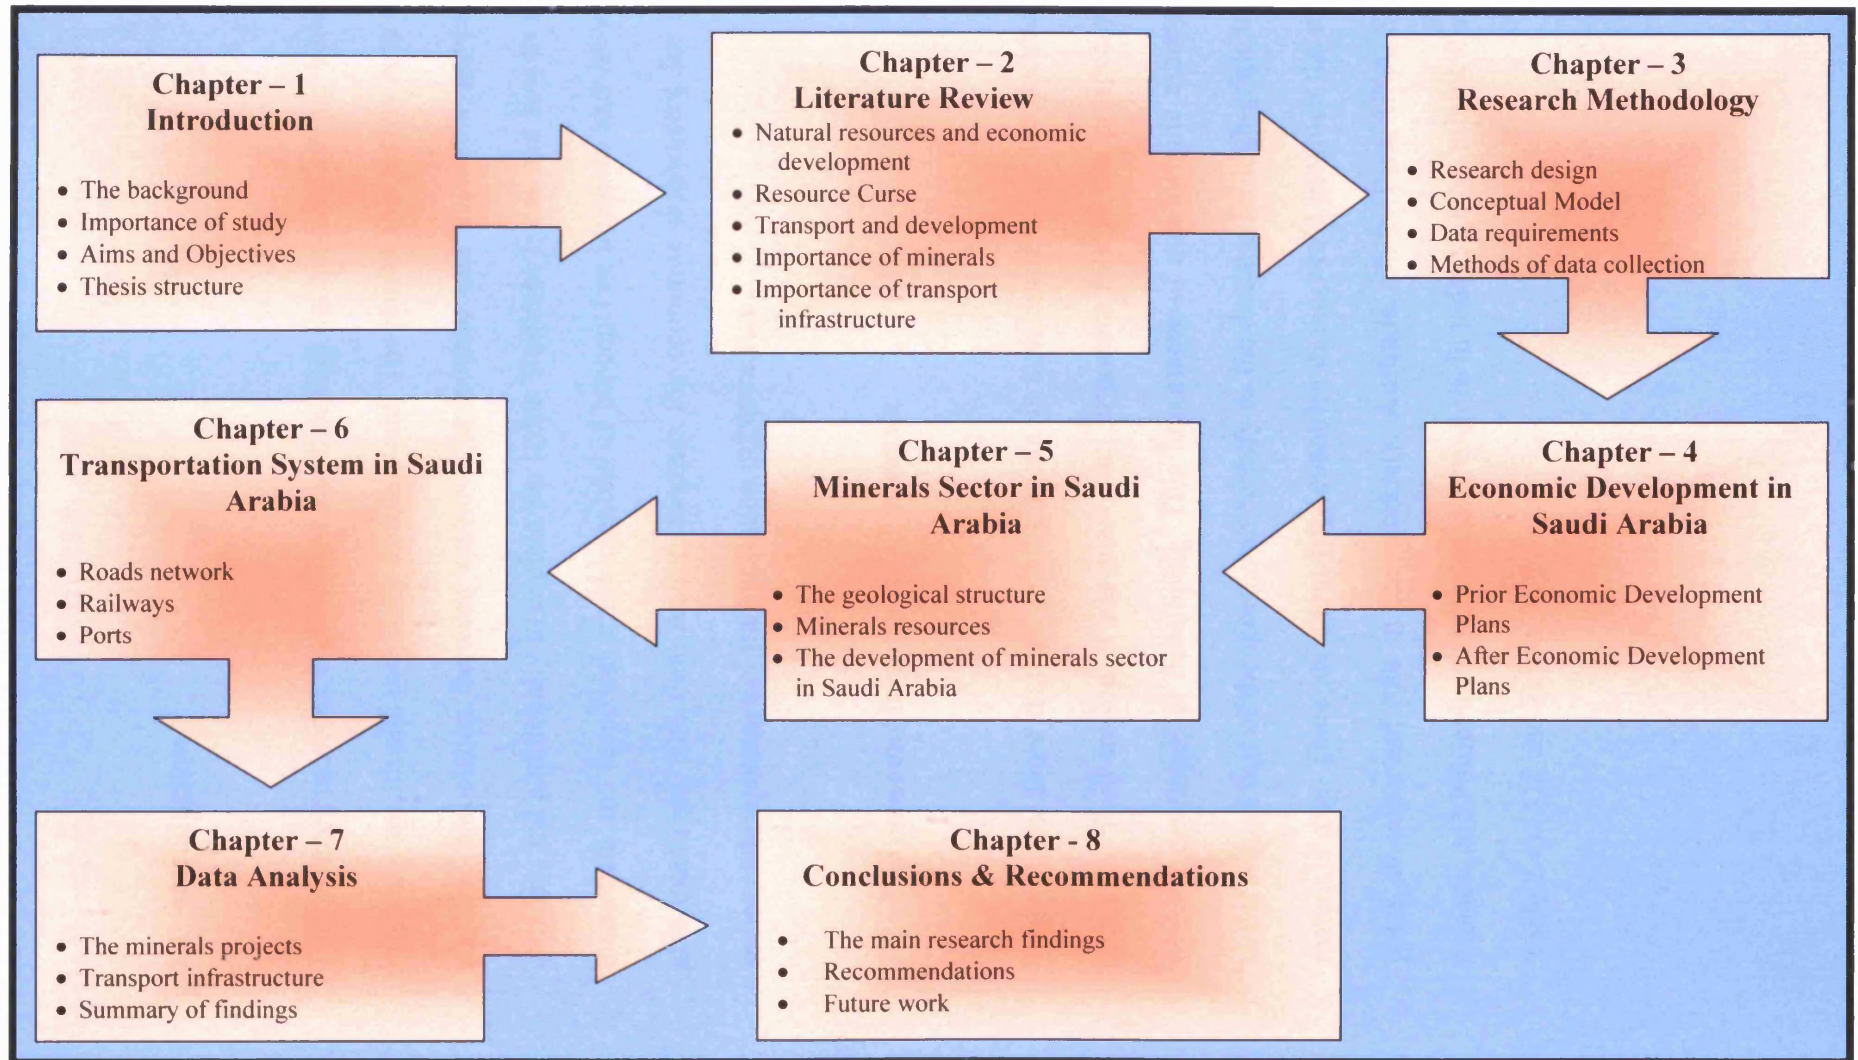 Chapter – 1
Introduction
• The background
• Importance of study
• Aims and Objectives
• Thesis structure
Chapter – 2
Literature Review
• Natural resources and economic
development
• Resource Curse
• Transport and development
• Importance of minerals
• Importance of transport
infrastructure
Chapter – 3
Research Methodology
• Research design
• Conceptual Model
• Data requirements
• Methods of data collection
Chapter – 4
Economic Development in
Saudi Arabia
• Prior Economic Development
Plans
• After Economic Development
Plans
Chapter – 5
Minerals Sector in Saudi
Arabia
• The geological structure
• Minerals resources
• The development of minerals sector
in Saudi Arabia
Chapter – 6
Transportation System in Saudi
Arabia
• Roads network
• Railways
• Ports
Chapter – 7
Data Analysis
• The minerals projects
• Transport infrastructure
• Summary of findings
Chapter - 8
Conclusions & Recommendations
• The main research findings
• Recommendations
• Future work